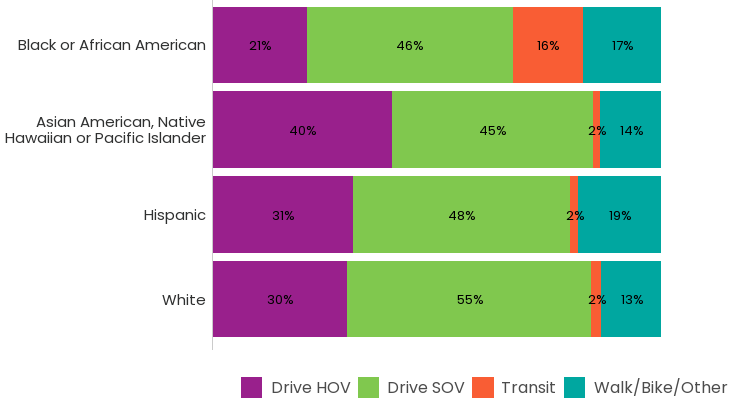 Black or African American
21%
46%
16%
17%
Asian American, Native
Hawaiian or Pacific Islander
40%
45%
2%
14%
Hispanic
31%
48%
2%
19%
White
30%
55%
2%
13%
Drive HOV
Drive SOV
Transit
Walk/Bike/Other